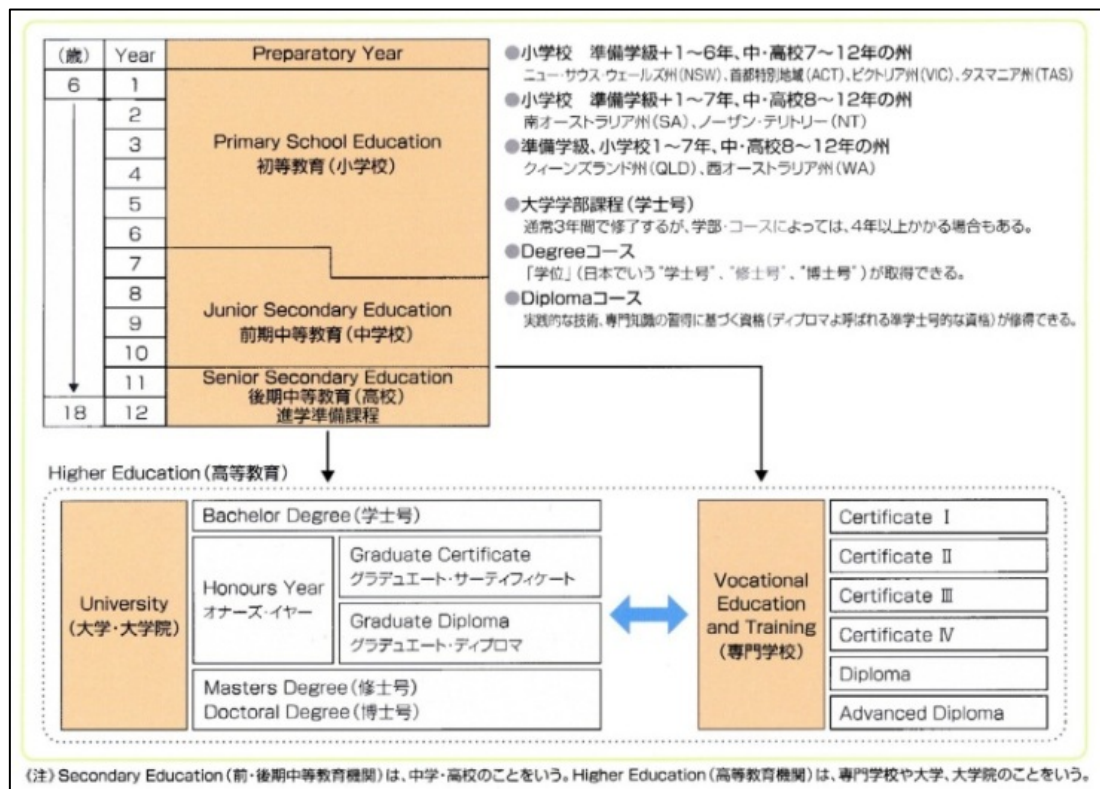 (歳) Year Preparatory Year
6 1
2
3
4
5
6
7
Primary School Education
初等教育(小学校)
8
9
10
Junior Secondary Education
前期中等教育(中学校)
11
18 12
Senior Secondary Education
後期中等教育(高校)
進学準備課程
●小学校 準備学級+1〜6年、中・高校7〜12年の州
ニュー・サウス・ウェールズ州(NSW)、首都特別地域(ACT)、ビクトリア州(VIC)、タスマニア州(TAS)
●小学校 準備学級+1〜7年、中・高校8〜12年の州
南オーストラリア州(SA)、ノーザン・テリトリー(NT)
●準備学級、小学校1〜7年、中・高校8〜12年の州
クィーンズランド州(QLD)、西オーストラリア州(WA)
●大学学部課程(学士号)
通常3年間で修了するが、学部・コースによっては、4年以上かかる場合もある。
●Degreeコース
「学位」(日本でいう"学士号"、"修士号"、"博士号")が取得できる。
●Diplomaコース
実践的な技術、専門知識の習得に基づく資格(ディプロマよ呼ばれる準学士号的な資格)が修得できる。
Higher Education(高等教育)
University
(大学・大学院)
Bachelor Degree(学士号)
Honours Year
オナーズ・イヤー
Graduate Certificate
グラデュエート・サーティフィケート
Graduate Diploma
グラデュエート・ディプロマ
Masters Degree(修士号)
Doctoral Degree(博士号)
Vocational
Education
and Training
(専門学校)
Certificate Ⅰ
Certificate Ⅱ
Certificate Ⅲ
Certificate Ⅳ
Diploma
Advanced Diploma
《注》Secondary Education(前・後期中等教育機関)は、中学・高校のことをいう。Higher Education(高等教育機関)は、専門学校や大学、大学院のことをいう。